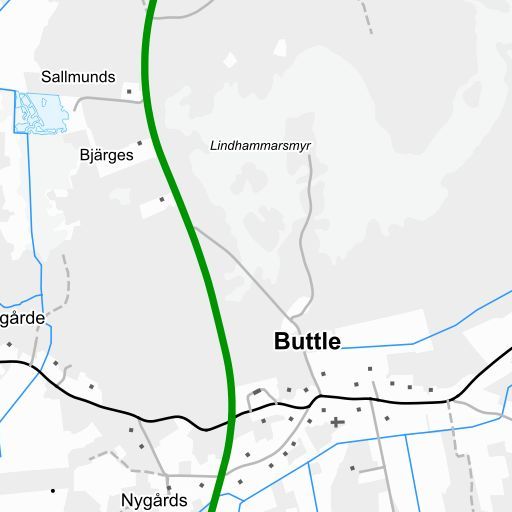 Sallmunds
Lindhammarsmyr
Bjärges
gårde
Buttle
Nygårds